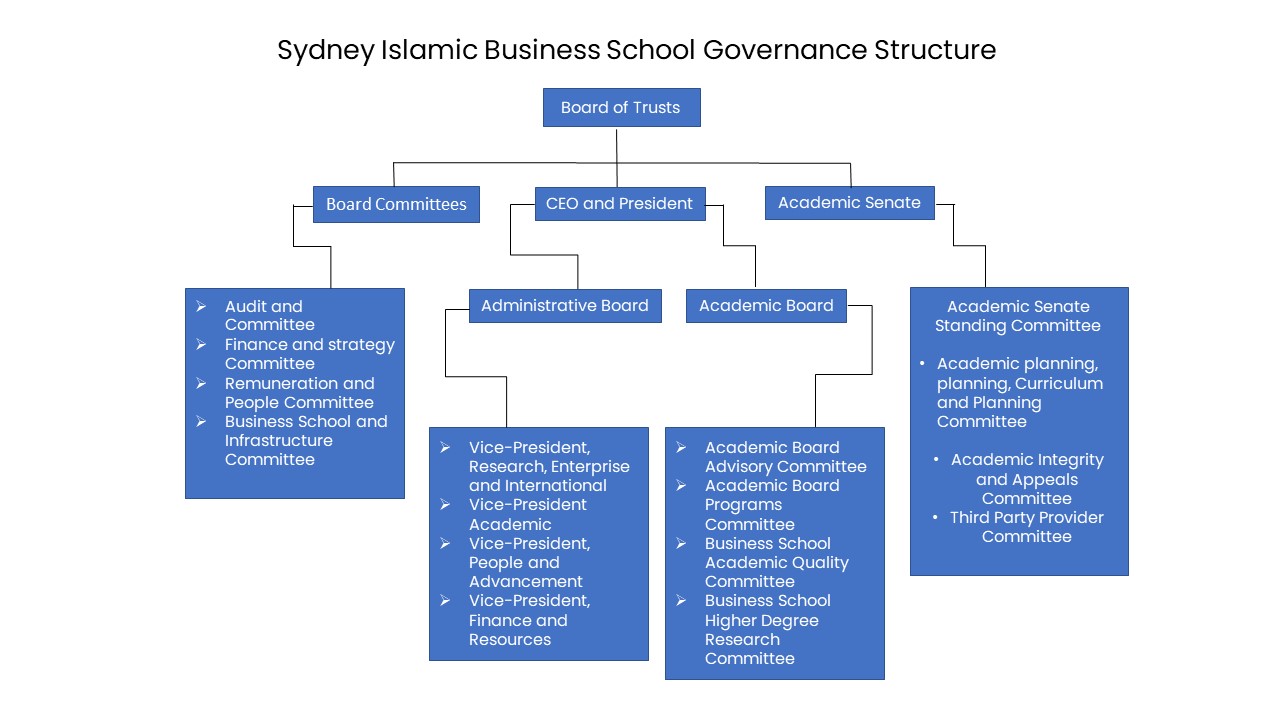 Sydney Islamic Business School Governance Structure
Board of Trusts
Board Committees
CEO and President
Academic Senate
Audit and
Committee
Finance and strategy
Committee
Remuneration and
People Committee
Business School and
Infrastructure
Committee
Administrative Board
Academic Board
Academic Senate
Standing Committee
• Academic planning,
planning, Curriculum
and Planning
Committee
• Academic Integrity
and Appeals
Committee
• Third Party Provider
Committee
Vice-President,
Research, Enterprise
and International
Vice-President
Academic
Vice-President,
People and
Advancement
Vice-President,
Finance and
Resources
Academic Board
Advisory Committee
Academic Board
Programs
Committee
Business School
Academic Quality
Committee
Business School
Higher Degree
Research
Committee